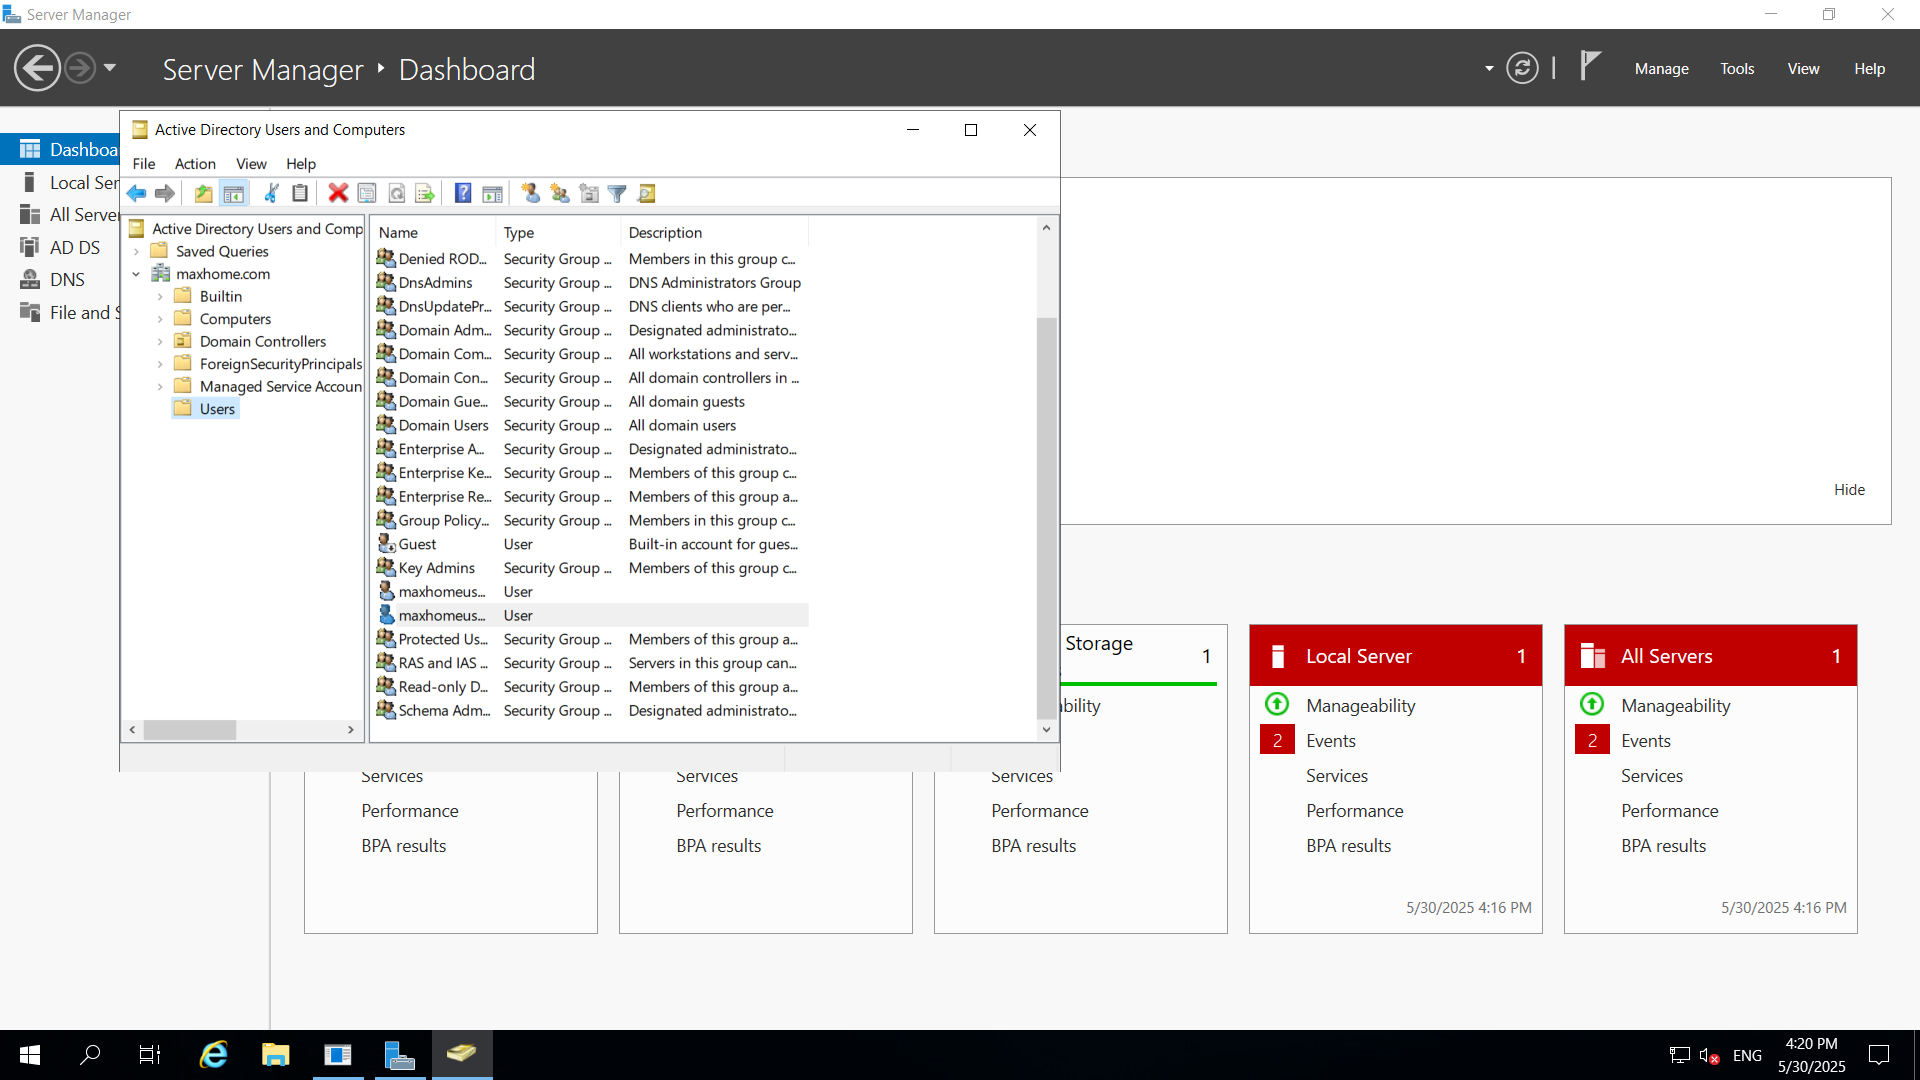 Server Manager
Server Manager
Dashboard
Manage
Tools
View
Help
Dashboa
Local Ser
All Server
AD DS
DNS
File and S
Active Directory Users and Computers
File
Action
View
Help
Active Directory Users and Comp
Saved Queries
maxhome.com
Builtin
Computers
Domain Controllers
ForeignSecurityPrincipals
Managed Service Accoun
Users
Name Type Description
Denied ROD... Security Group ... Members in this group c...
DnsAdmins Security Group ... DNS Administrators Group
DnsUpdatePr... Security Group ... DNS clients who are per...
Domain Adm... Security Group ... Designated administrato...
Domain Com... Security Group ... All workstations and serv...
Domain Con... Security Group ... All domain controllers in ...
Domain Gue... Security Group ... All domain guests
Domain Users Security Group ... All domain users
Enterprise A... Security Group ... Designated administrato...
Enterprise Ke... Security Group ... Members of this group c...
Enterprise Re... Security Group ... Members of this group a...
Group Policy... Security Group ... Members in this group c...
Guest User Built-in account for gues...
Key Admins Security Group ... Members of this group c...
maxhomeus... User
maxhomeus... User
Protected Us... Security Group ... Members of this group a...
RAS and IAS ... Security Group ... Servers in this group can...
Read-only D... Security Group ... Members of this group a...
Schema Adm... Security Group ... Designated administrato...
Hide
Services
Performance
BPA results
Services
Performance
BPA results
Storage
1
bility
Services
Performance
BPA results
Local Server 1
Manageability
2 Events
Services
Performance
BPA results
5/30/2025 4:16 PM
All Servers 1
Manageability
2 Events
Services
Performance
BPA results
5/30/2025 4:16 PM
ENG
4:20 PM
5/30/2025